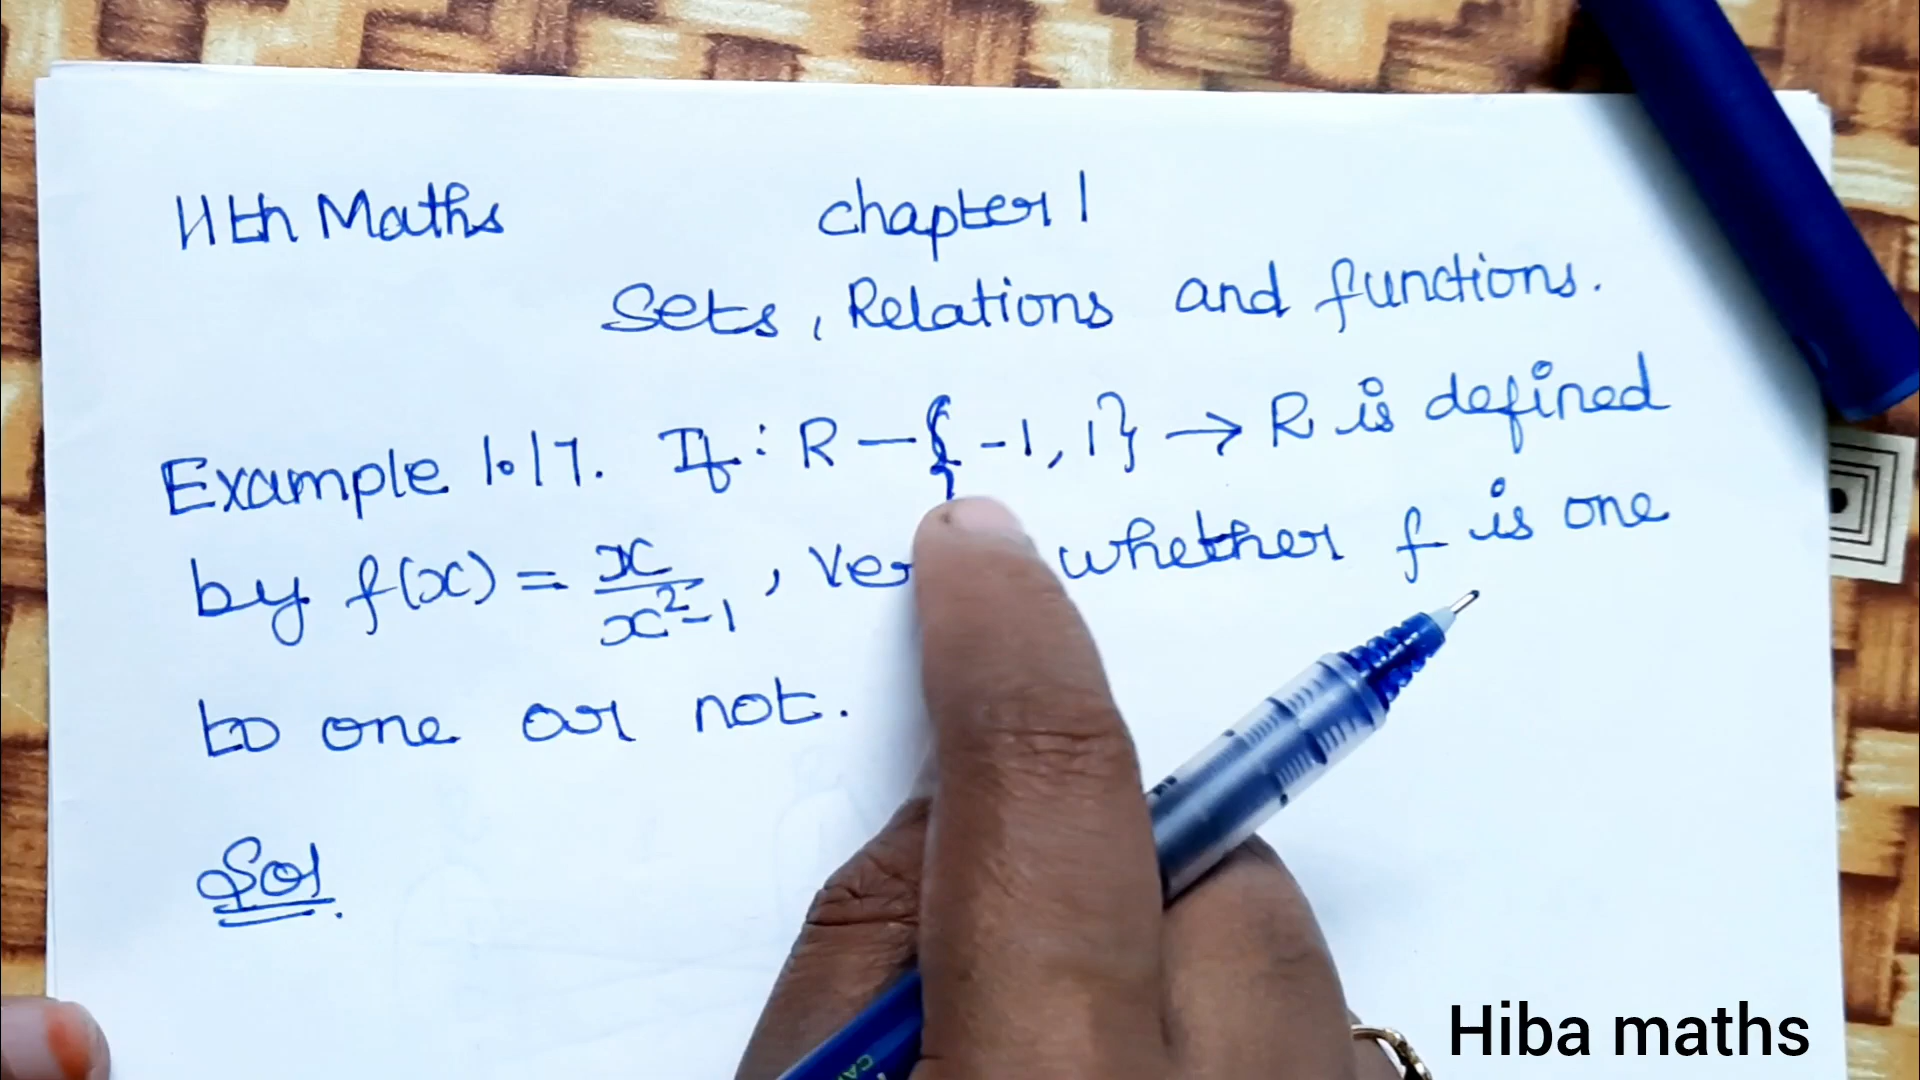 11th Maths chapter 1
Sets, Relations and functions.
Example 1.17. If : R - { -1, 1} → R is defined
by f(x) = x/x²-1, whether f is one
to one or not.
Sol.
Hiba maths